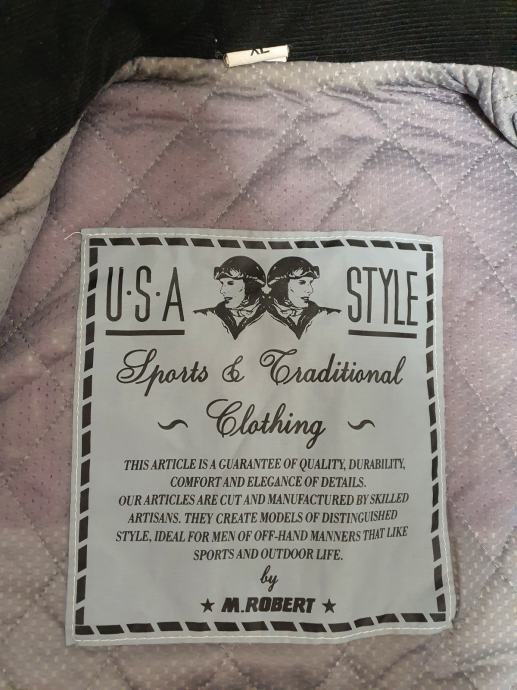 XL
U·S·A STYLE
Sports & Traditional
~ Clothing ~
THIS ARTICLE IS A GUARANTEE OF QUALITY, DURABILITY,
COMFORT AND ELEGANCE OF DETAILS.
OUR ARTICLES ARE CUT AND MANUFACTURED BY SKILLED
ARTISANS. THEY CREATE MODELS OF DISTINGUISHED
STYLE, IDEAL FOR MEN OF OFF-HAND MANNERS THAT LIKE
SPORTS AND OUTDOOR LIFE.
by
★ M.ROBERT ★